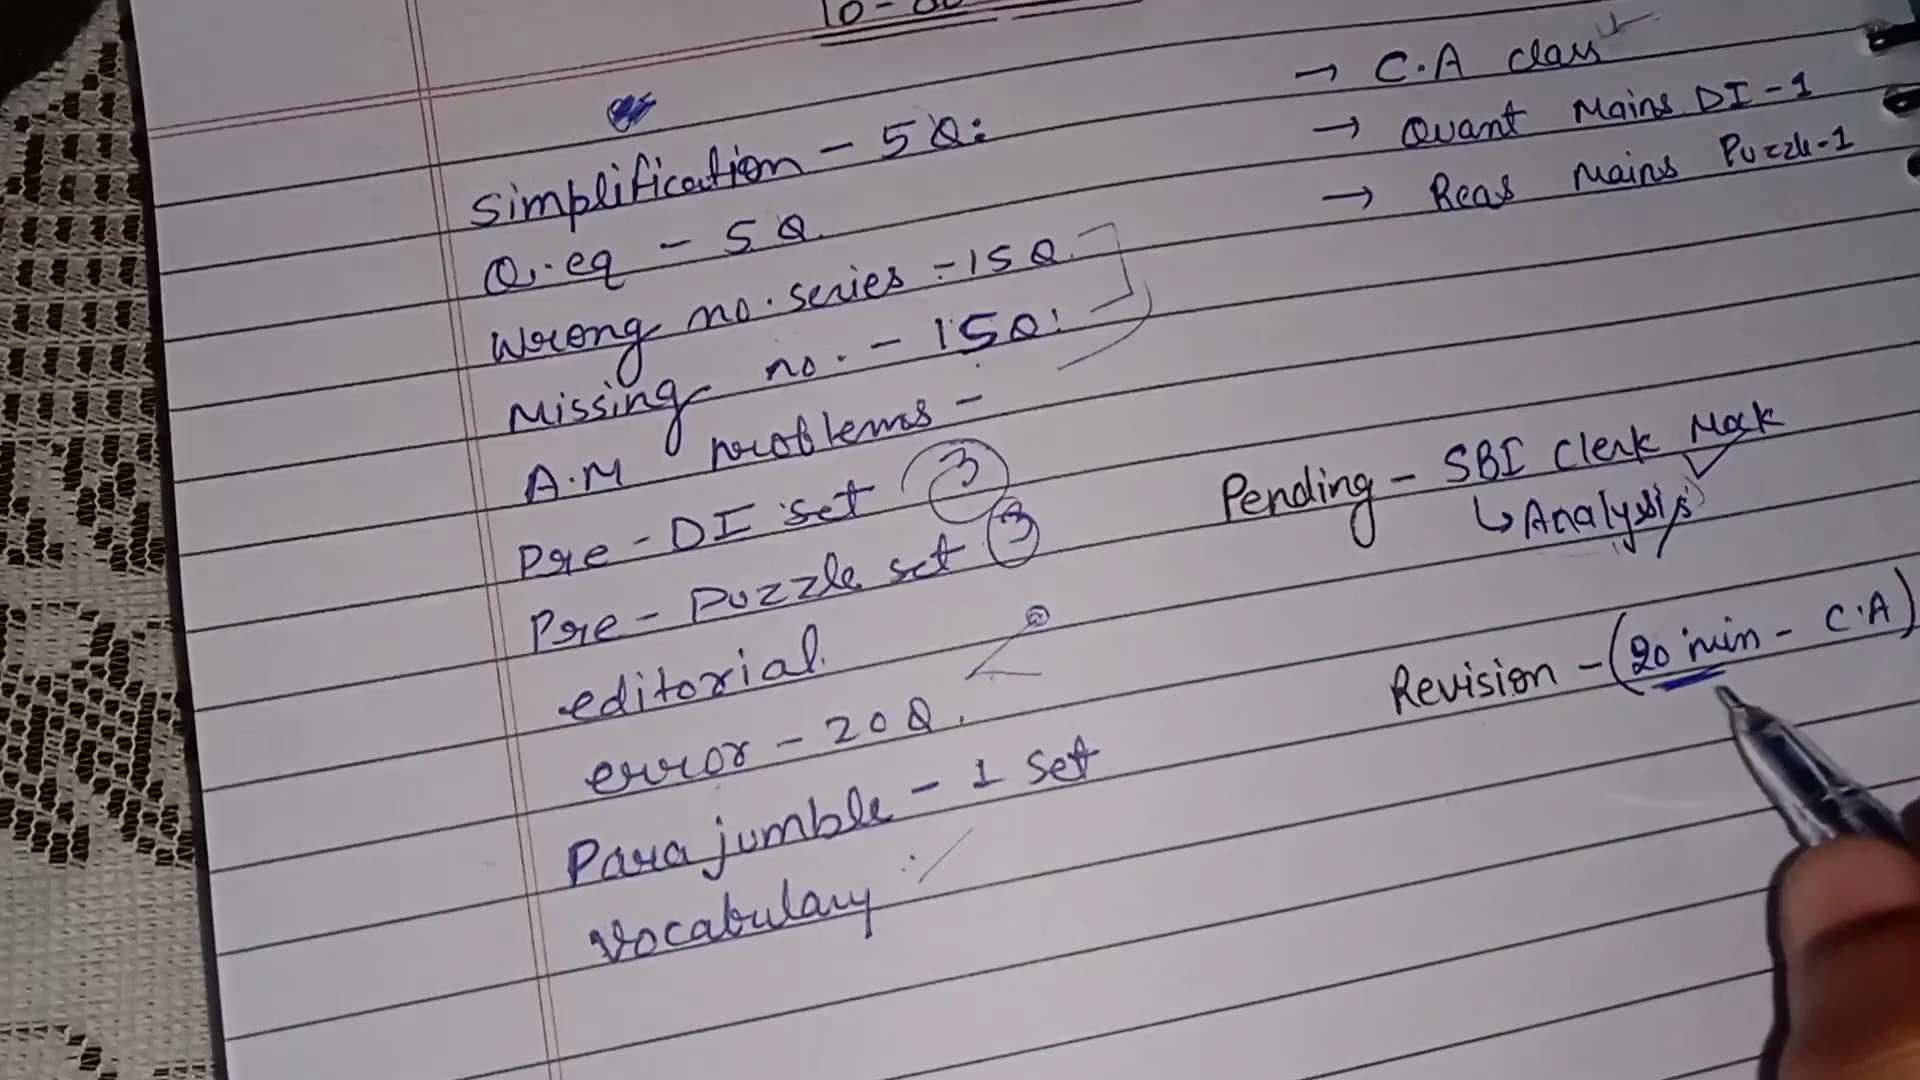 Simplification - 5Q.
Q.eq - 5Q.
Wrong no. series - 15Q.
Missing no. - 15Q.
A.M problems -
Pre - DI set 3
Pre - Puzzle set 3
editorial.
error - 20Q.
Para jumble - 1 set
Vocabulary
→ C.A class
→ Quant Mains DI - 1
→ Reas Mains Puzzle - 1
Pending - SBI Clerk Mock
↳ Analysis
Revision - (20 min - C.A)